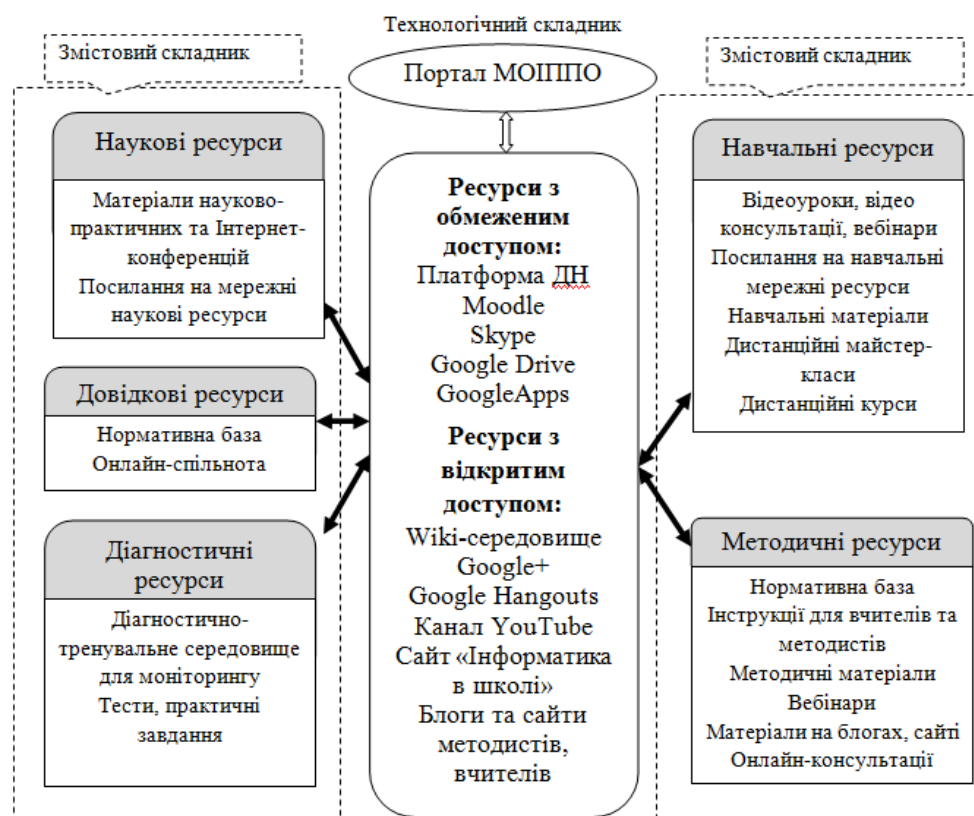 Технологічний складник
Портал МОІППО
Змістовий складник
Наукові ресурси
Матеріали науково-
практичних та Інтернет-
конференцій
Посилання на мережні
наукові ресурси
Довідкові ресурси
Нормативна база
Онлайн-спільнота
Діагностичні
ресурси
Діагностично-
тренувальне середовище
для моніторингу
Тести, практичні
завдання
Ресурси з
обмеженим
доступом:
Платформа ДН
Moodle
Skype
Google Drive
GoogleApps
Ресурси з
відкритим
доступом:
Wiki-середовище
Google+
Google Hangouts
Канал YouTube
Сайт «Інформатика
в школі»
Блоги та сайти
методистів,
вчителів
Змістовий складник
Навчальні ресурси
Відеоуроки, відео
консультації, вебінари
Посилання на навчальні
мережні ресурси
Навчальні матеріали
Дистанційні майстер-
класи
Дистанційні курси
Методичні ресурси
Нормативна база
Інструкції для вчителів та
методистів
Методичні матеріали
Вебінари
Матеріали на блогах, сайті
Онлайн-консультації